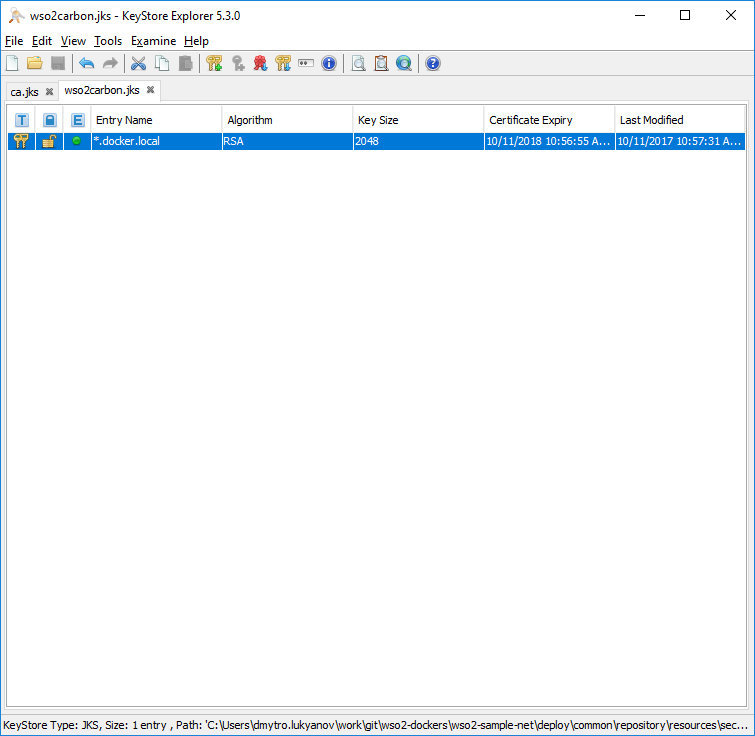 wso2carbon.jks - KeyStore Explorer 5.3.0
File Edit View Tools Examine Help
ca.jks wso2carbon.jks
T E Entry Name Algorithm Key Size Certificate Expiry Last Modified
*.docker.local RSA 2048 10/11/2018 10:56:55 A... 10/11/2017 10:57:31 A...
KeyStore Type: JKS, Size: 1 entry , Path: 'C:\Users\dmytro.lukyanov\work\git\wso2-dockers\wso2-sample-net\deploy\common\repository\resources\sec...